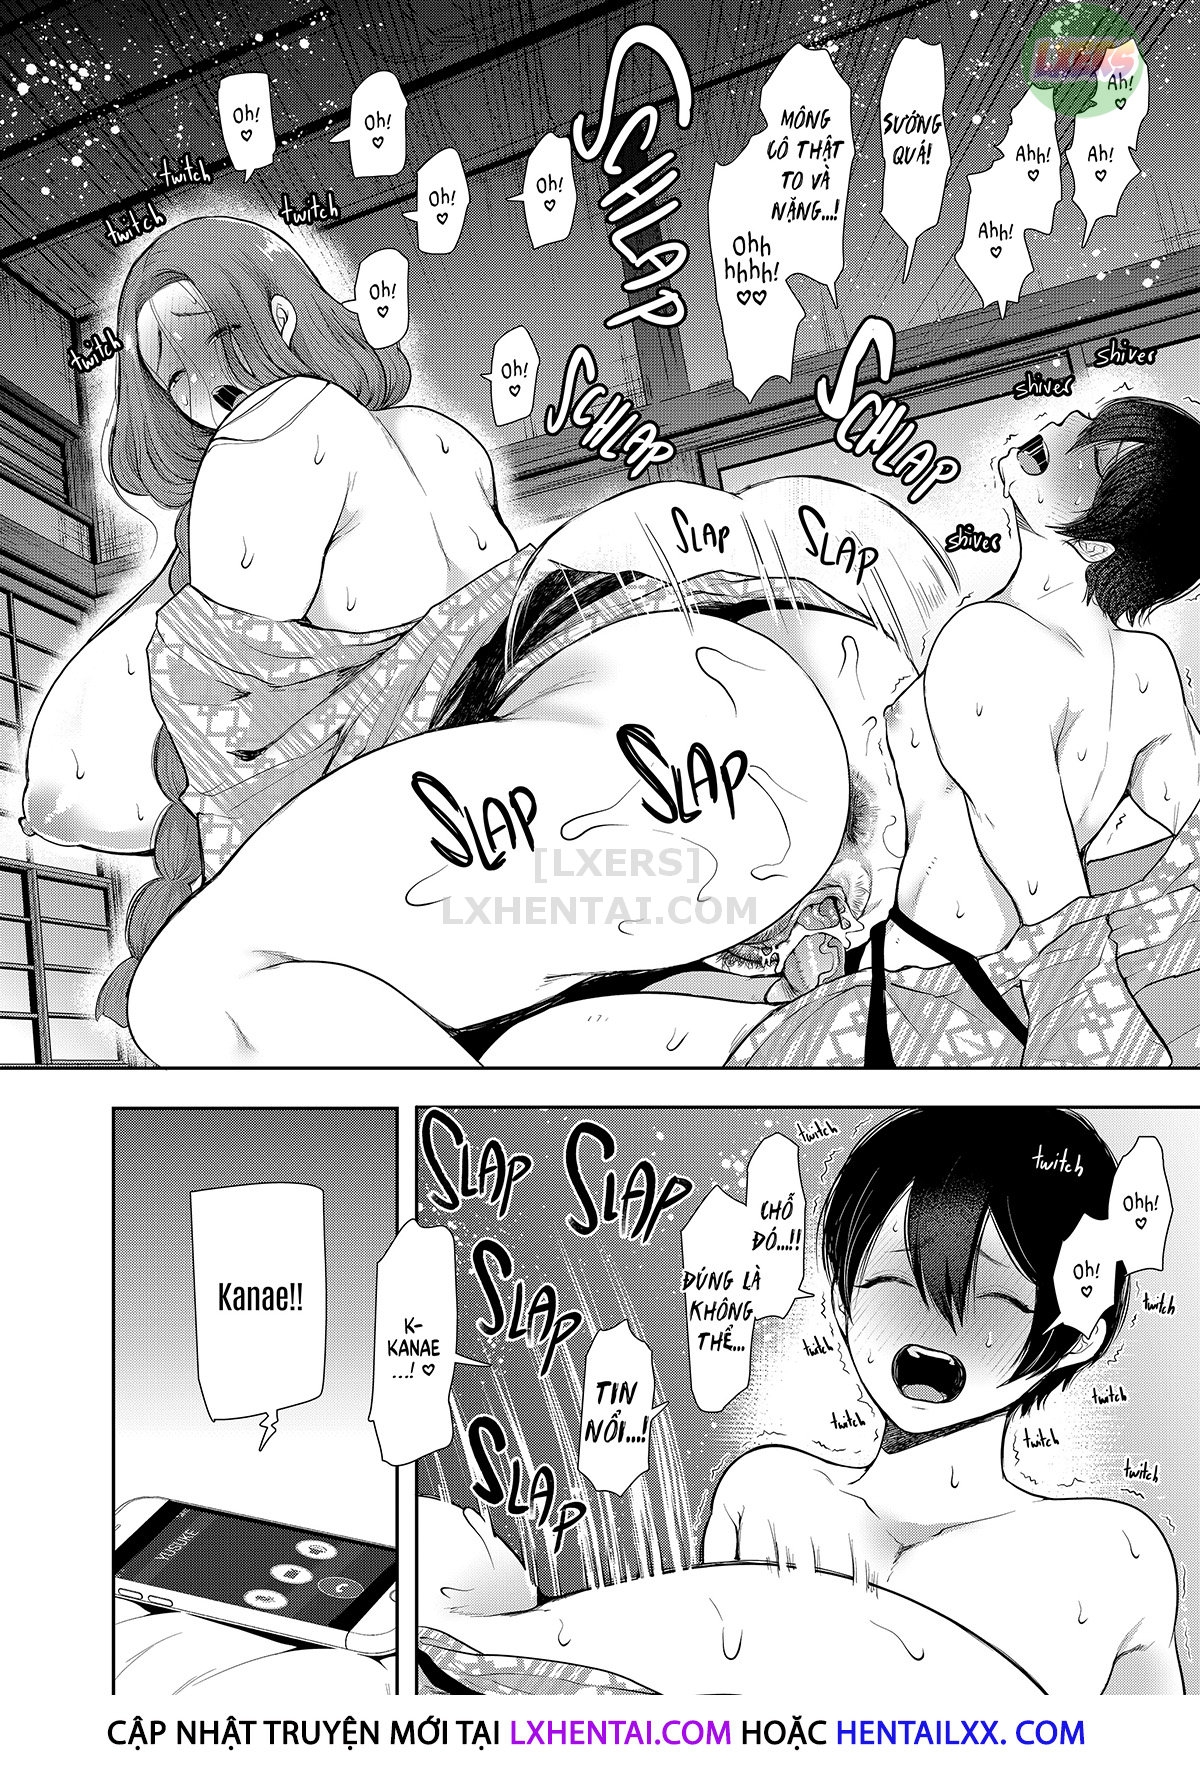 LXERS
Ah!
Ah!
Ahh!
Ahh!
SƯỚNG
QUÁ!
MÔNG
CÔ THẬT
TO VÀ
NẶNG...!
Ohh
hhhh!
SCHLAP
Oh!
Oh!
Oh!
Oh!
Oh!
Oh!
twitch
twitch
twitch
twitch
shiver
shiver
shiver
SCHLAP
SCHLAP
SLAP
SLAP
SLAP
SLAP
[LXERS]
LXHENTAI.COM
Ohh!
Oh!
twitch
twitch
twitch
twitch
twitch
twitch
twitch
twitch
CHỖ
ĐÓ...!!
ĐÚNG LÀ
KHÔNG
THỂ...
TIN
NỔI...!
SLAP
SLAP
SLAP
SLAP
K-
KANAE
...!
Kanae!!
YUSUKE
CẬP NHẬT TRUYỆN MỚI TẠI LXHENTAI.COM HOẶC HENTAILXX. COM